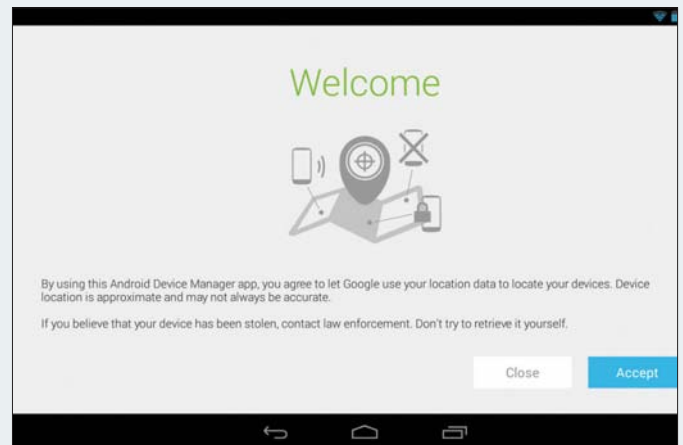 Welcome
By using this Android Device Manager app, you agree to let Google use your location data to locate your devices. Device
location is approximate and may not always be accurate.
If you believe that your device has been stolen, contact law enforcement. Don't try to retrieve it yourself.
Close
Accept